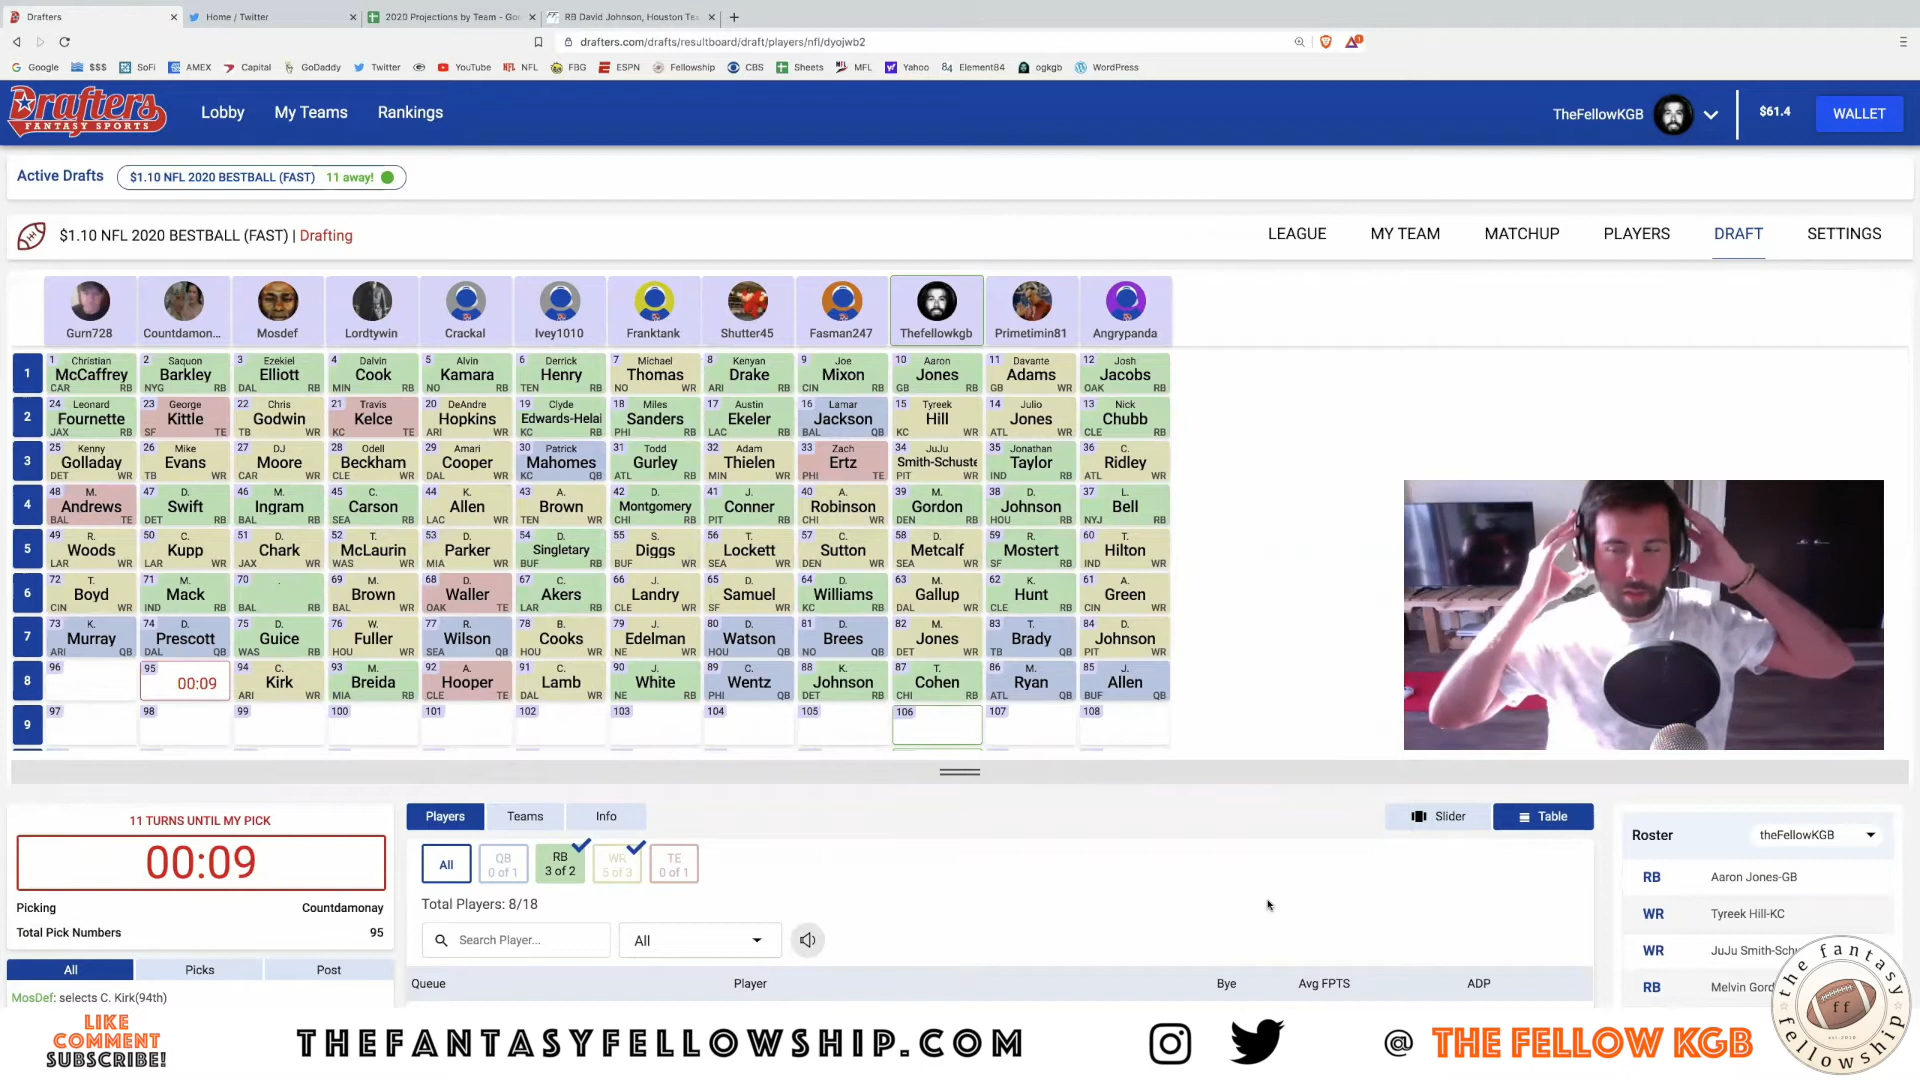 Drafters
Home / Twitter
2020 Projections by Team - Goo
RB David Johnson, Houston Tex
drafters.com/drafts/resultboard/draft/players/nfl/dyojwb2
Google $$$ SoFi AMEX Capital GoDaddy Twitter YouTube NFL FBG ESPN Fellowship CBS Sheets MFL Yahoo 84 Element84 ogkgb WordPress
Drafters
FANTASY SPORTS
Lobby My Teams Rankings
TheFellowKGB $61.4 WALLET
Active Drafts $1.10 NFL 2020 BESTBALL (FAST) 11 away!
$1.10 NFL 2020 BESTBALL (FAST) | Drafting
LEAGUE MY TEAM MATCHUP PLAYERS DRAFT SETTINGS
Gurn728 Countdamon... Mosdef Lordtywin Crackal Ivey1010 Franktank Shutter45 Fasman247 Thefellowkgb Primetimin81 Angrypanda
1 Christian 2 Saquon 3 Ezekiel 4 Dalvin 5 Alvin 6 Derrick 7 Michael 8 Kenyan 9 Joe 10 Aaron 11 Davante 12 Josh
1 McCaffrey Barkley Elliott Cook Kamara Henry Thomas Drake Mixon Jones Adams Jacobs
CAR RB NYG RB DAL RB MIN RB NO RB TEN RB NO WR ARI RB CIN RB GB RB GB WR OAK RB
24 Leonard 23 George 22 Chris 21 Travis 20 DeAndre 19 Clyde 18 Miles 17 Austin 16 Lamar 15 Tyreek 14 Julio 13 Nick
2 Fournette Kittle Godwin Kelce Hopkins Edwards-Helai Sanders Ekeler Jackson Hill Jones Chubb
JAX RB SF TE TB WR KC TE ARI WR KC RB PHI RB LAC RB BAL QB KC WR ATL WR CLE RB
25 Kenny 26 Mike 27 DJ 28 Odell 29 Amari 30 Patrick 31 Todd 32 Adam 33 Zach 34 JuJu 35 Jonathan 36 C.
3 Golladay Evans Moore Beckham Cooper Mahomes Gurley Thielen Ertz Smith-Schuste Taylor Ridley
DET WR TB WR CAR WR CLE WR DAL WR KC QB ATL RB MIN WR PHI TE PIT WR IND RB ATL WR
48 M. 47 D. 46 M. 45 C. 44 K. 43 A. 42 D. 41 J. 40 A. 39 M. 38 D. 37 L.
4 Andrews Swift Ingram Carson Allen Brown Montgomery Conner Robinson Gordon Johnson Bell
BAL TE DET RB BAL RB SEA RB LAC WR TEN WR CHI RB PIT RB CHI WR DEN RB HOU RB NYJ RB
49 R. 50 C. 51 D. 52 T. 53 D. 54 D. 55 S. 56 T. 57 C. 58 D. 59 R. 60 T.
5 Woods Kupp Chark McLaurin Parker Singletary Diggs Lockett Sutton Metcalf Mostert Hilton
LAR WR LAR WR JAX WR WAS WR MIA WR BUF RB BUF WR SEA WR DEN WR SEA WR SF RB IND WR
72 T. 71 M. 70 . 69 M. 68 D. 67 C. 66 J. 65 D. 64 D. 63 M. 62 K. 61 A.
6 Boyd Mack Brown Waller Akers Landry Samuel Williams Gallup Hunt Green
CIN WR IND RB BAL RB BAL WR OAK TE LAR RB CLE WR SF WR KC RB DAL WR CLE RB CIN WR
73 K. 74 D. 75 D. 76 W. 77 R. 78 B. 79 J. 80 D. 81 D. 82 M. 83 T. 84 D.
7 Murray Prescott Guice Fuller Wilson Cooks Edelman Watson Brees Jones Brady Johnson
ARI QB DAL QB WAS RB HOU WR SEA QB HOU WR NE WR HOU QB NO QB DET WR TB QB PIT WR
96 95 94 C. 93 M. 92 A. 91 C. 90 J. 89 C. 88 K. 87 T. 86 M. 85 J.
8 00:09 Kirk Breida Hooper Lamb White Wentz Johnson Cohen Ryan Allen
ARI WR MIA RB CLE TE DAL WR NE RB PHI QB DET RB CHI RB ATL QB BUF QB
9 97 98 99 100 101 102 103 104 105 106 107 108
11 TURNS UNTIL MY PICK
00:09
Picking Countdamonay
Total Pick Numbers 95
All Picks Post
MosDef: selects C. Kirk(94th)
Players Teams Info
Slider Table
All
QB 0 of 1
RB 3 of 2
WR 5 of 3
TE 0 of 1
Total Players: 8/18
Search Player... All
Queue Player Bye Avg FPTS ADP
Roster theFellowKGB
RB Aaron Jones-GB
WR Tyreek Hill-KC
WR JuJu Smith-Schu
RB Melvin Gord
LIKE
COMMENT
SUBSCRIBE!
THEFANTASYFELLOWSHIP.COM
@ THE FELLOW KGB
the fantasy
ff
fellowship